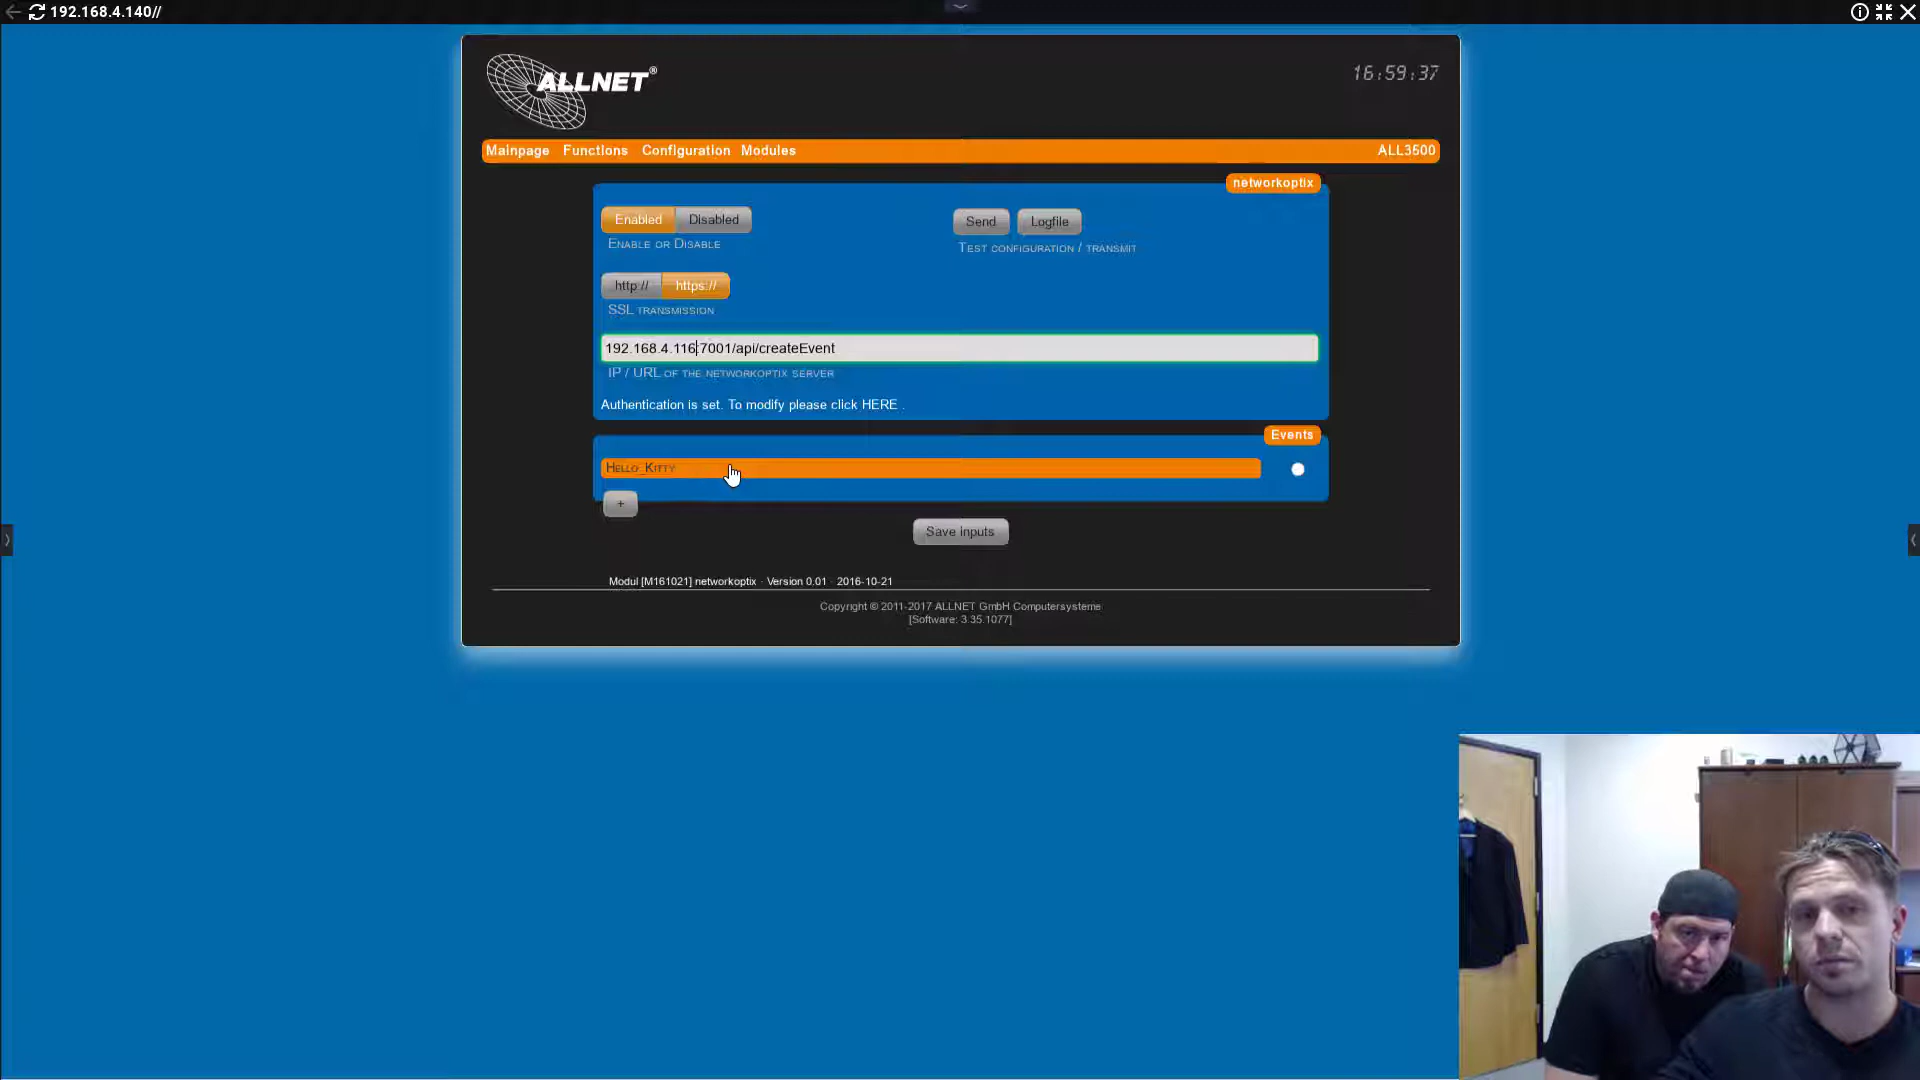 192.168.4.140//
ALLNET®
16:59:37
Mainpage Functions Configuration Modules ALL3500
networkoptix
Enabled Disabled
Send Logfile
Enable or Disable
Test configuration / transmit
http:// https://
SSL transmission
192.168.4.116:7001/api/createEvent
IP / URL of the networkoptix server
Authentication is set. To modify please click HERE .
Events
Hello_Kitty
+
Save inputs
Modul [M161021] networkoptix · Version 0.01 · 2016-10-21
Copyright © 2011-2017 ALLNET GmbH Computersysteme
[Software: 3.35.1077]